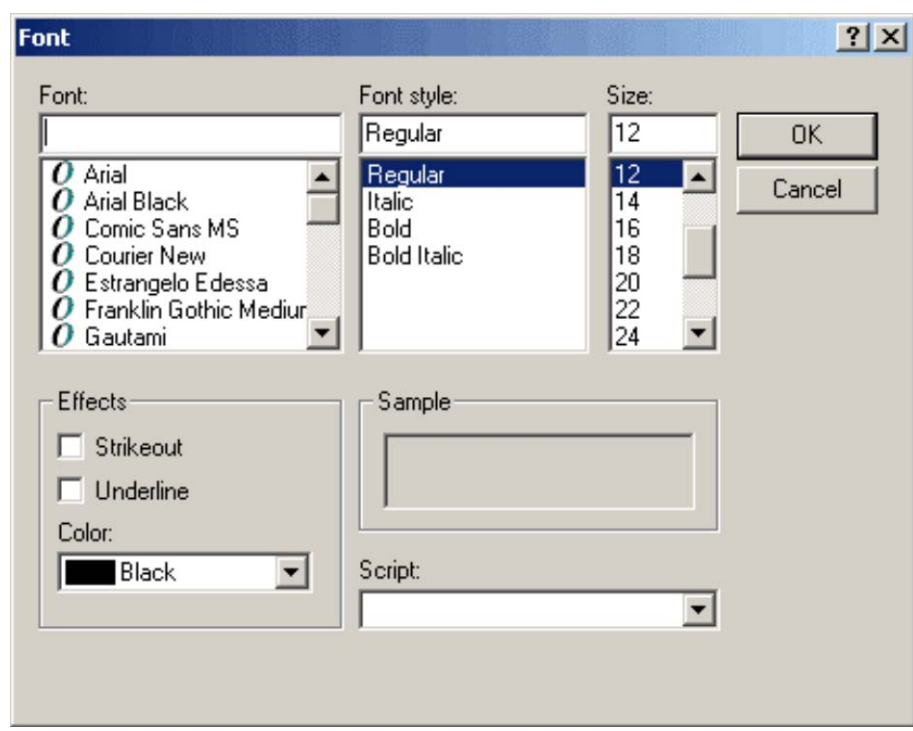 Font
Font:
Font style:
Size:
Regular
12
OK
Cancel
Arial
Arial Black
Comic Sans MS
Courier New
Estrangelo Edessa
Franklin Gothic Mediur
Gautami
Regular
Italic
Bold
Bold Italic
12
14
16
18
20
22
24
Effects
Strikeout
Underline
Color:
Black
Sample
Script: